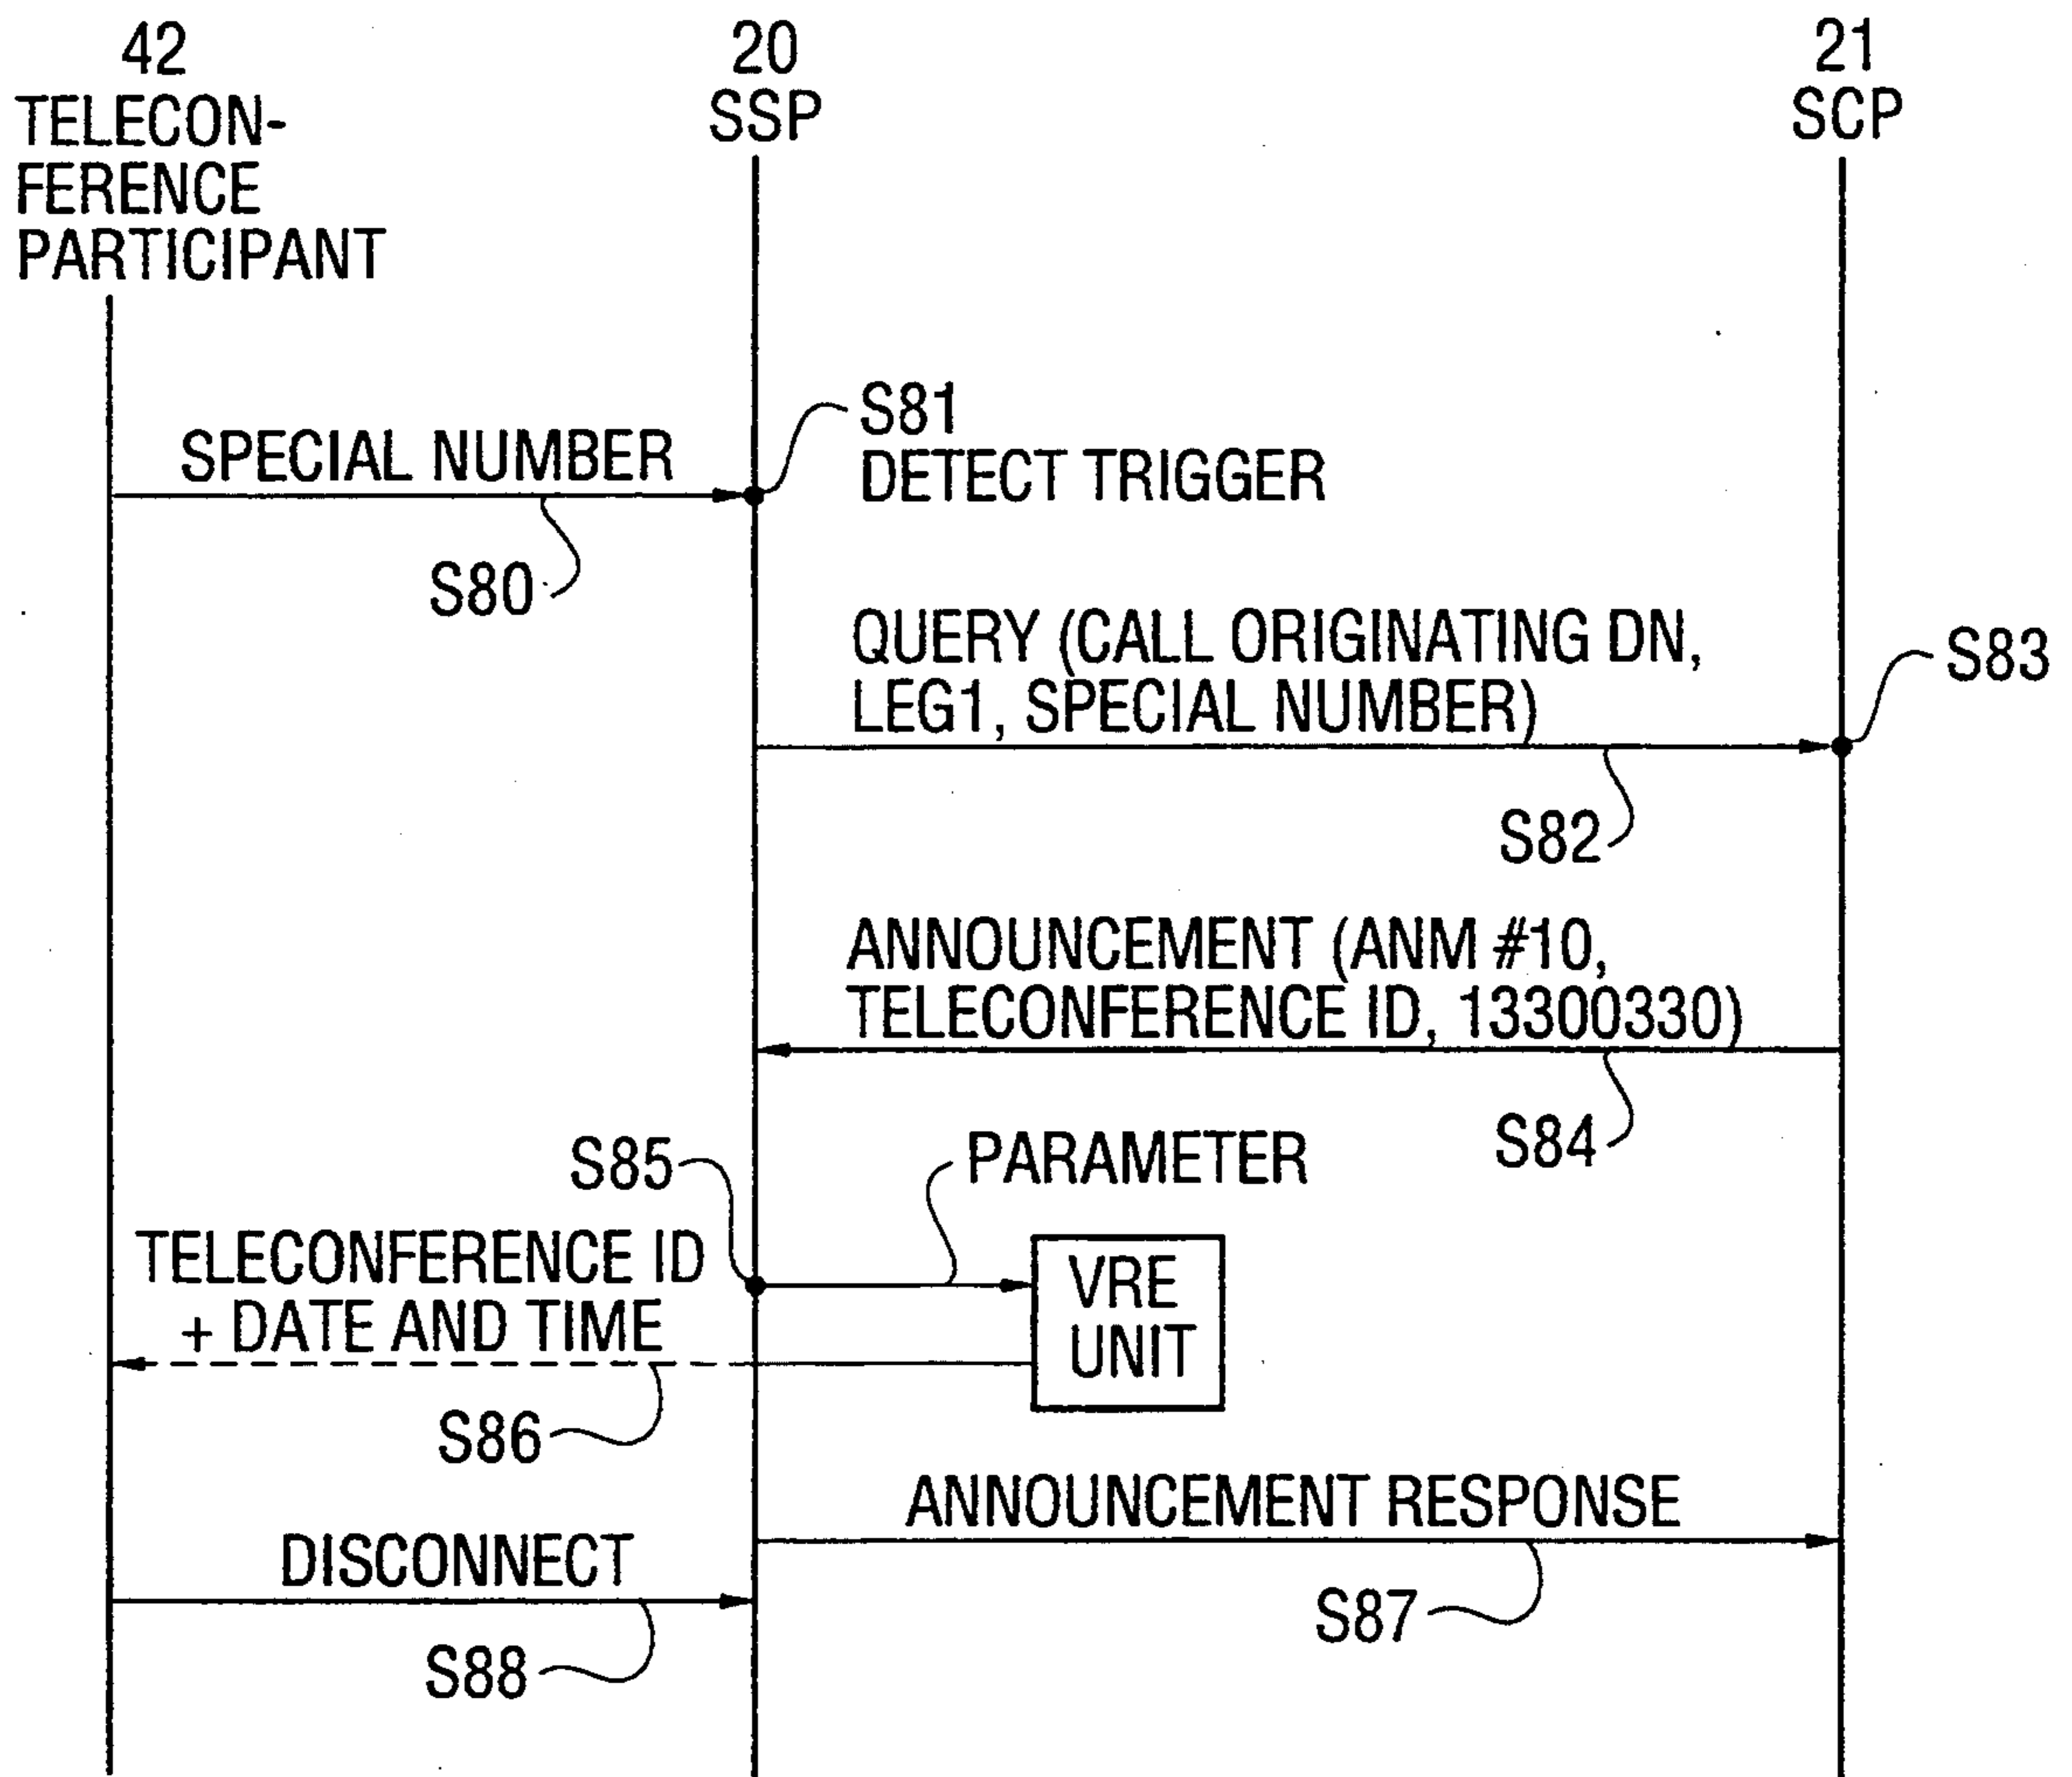 42
TELECON-
FERENCE
PARTICIPANT
20
SSP
21
SCP
S81
DETECT TRIGGER
SPECIAL NUMBER
S80
QUERY (CALL ORIGINATING DN,
LEG1, SPECIAL NUMBER)
S83
S82
ANNOUNCEMENT (ANM #10,
TELECONFERENCE ID, 13300330)
S84
S85
PARAMETER
TELECONFERENCE ID
+ DATE AND TIME
VRE
UNIT
S86
ANNOUNCEMENT RESPONSE
S87
DISCONNECT
S88